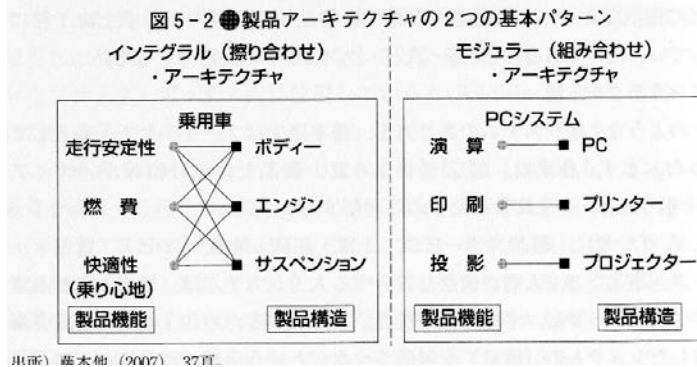 図5-2●製品アーキテクチャの2つの基本パターン
インテグラル（擦り合わせ）
・アーキテクチャ
乗用車
走行安定性 ボディー
燃 費 エンジン
快適性 サスペンション
（乗り心地）
製品機能 製品構造
モジュラー（組み合わせ）
・アーキテクチャ
PCシステム
演 算 PC
印 刷 プリンター
投 影 プロジェクター
製品機能 製品構造
出所）藤本他（2007），37頁。